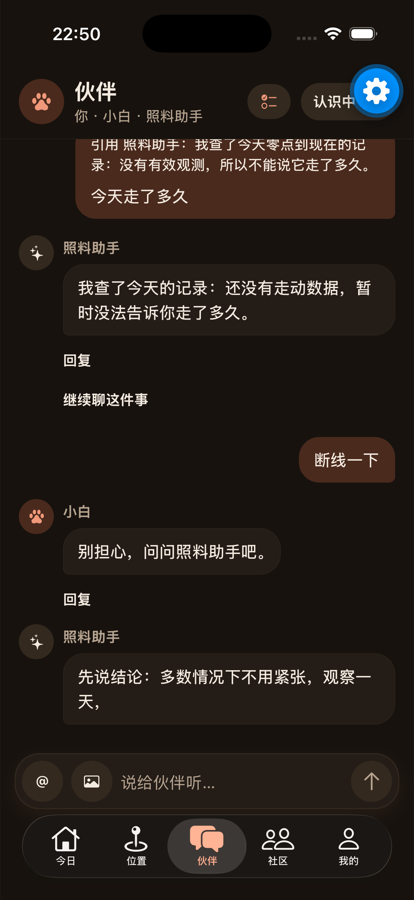 22:50
伙伴
你 · 小白 · 照料助手
认识中
引用 照料助手：我查了今天零点到现在的记
录：没有有效观测，所以不能说它走了多久。
今天走了多久
照料助手
我查了今天的记录：还没有走动数据，暂
时没法告诉你走了多久。
回复
继续聊这件事
断线一下
小白
别担心，问问照料助手吧。
回复
照料助手
先说结论：多数情况下不用紧张，观察一
天，
@
说给伙伴听...
今日
位置
伙伴
社区
我的